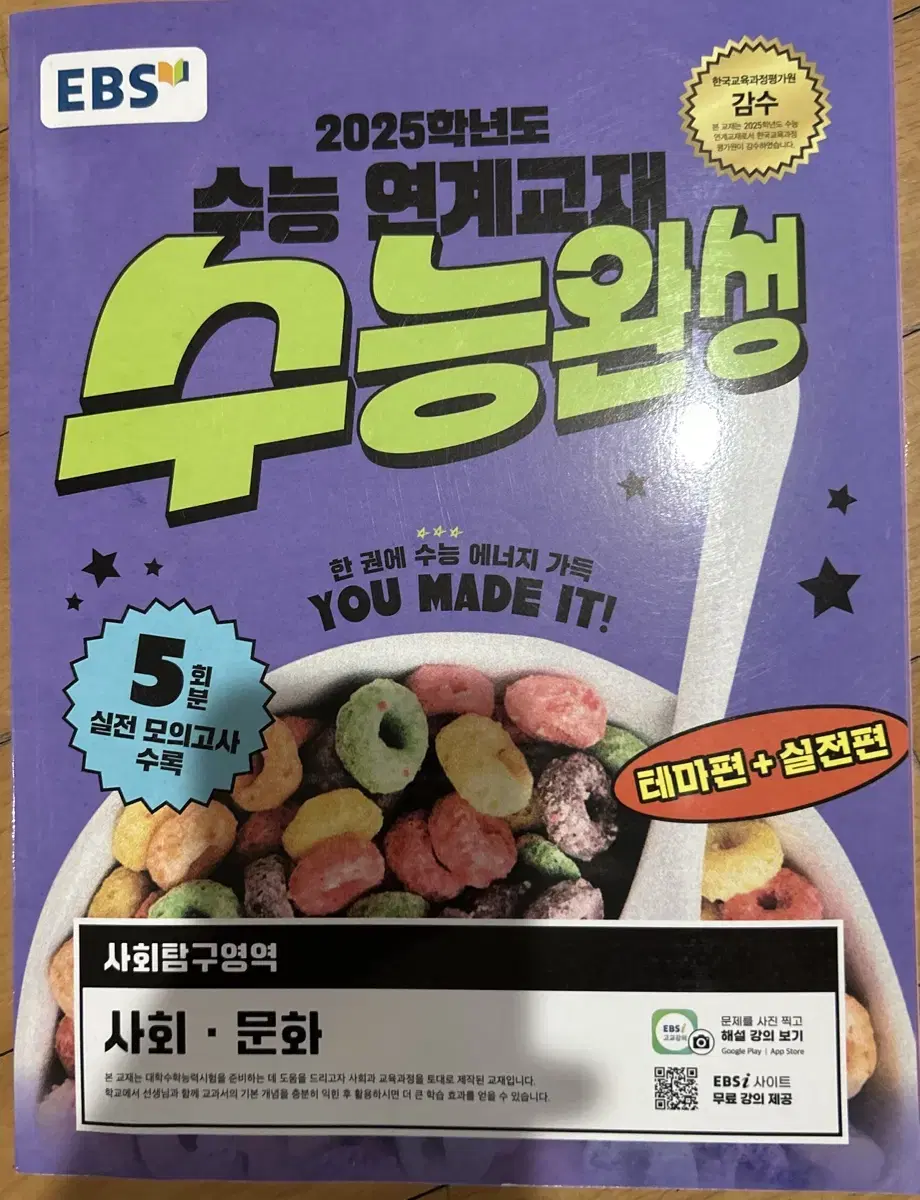 EBS
한국교육과정평가원
감수
본 교재는 2025학년도 수능
연계교재로서 한국교육과정
평가원이 감수하였습니다.
2025학년도
수능 연계교재
수능완성
한 권에 수능 에너지 가득
YOU MADE IT!
5회분
실전 모의고사
수록
테마편 + 실전편
사회탐구영역
사회 · 문화
본 교재는 대학수학능력시험을 준비하는 데 도움을 드리고자 사회과 교육과정을 토대로 제작된 교재입니다.
학교에서 선생님과 함께 교과서의 기본 개념을 충분히 익힌 후 활용하시면 더 큰 학습 효과를 얻을 수 있습니다.
EBSi
고교강의
문제를 사진 찍고
해설 강의 보기
Google Play | App Store
EBSi 사이트
무료 강의 제공